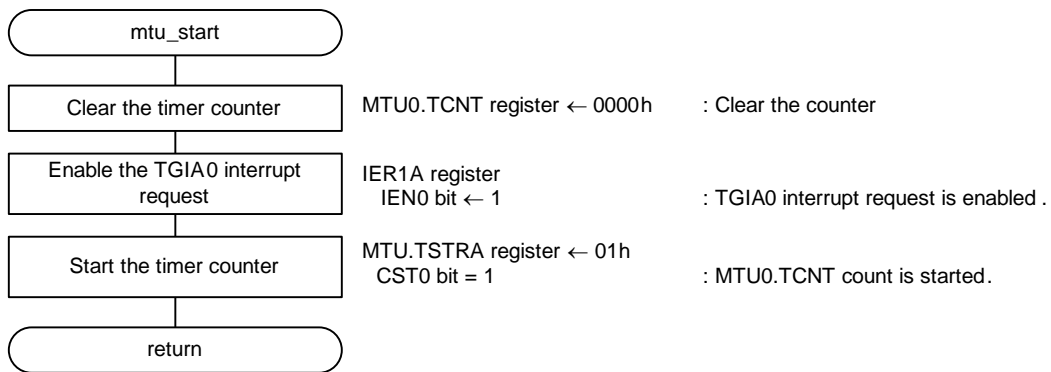 mtu_start
Clear the timer counter
MTU0.TCNT register ← 0000h : Clear the counter
Enable the TGIA0 interrupt
request
IER1A register
IEN0 bit ← 1 : TGIA0 interrupt request is enabled .
Start the timer counter
MTU.TSTRA register ← 01h
CST0 bit = 1 : MTU0.TCNT count is started.
return